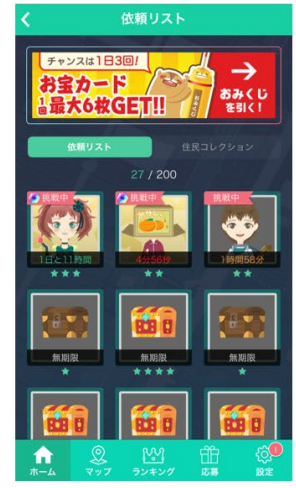 依頼リスト
チャンスは1日3回!
お宝カード
1回最大6枚GET!!
おみくじ
を引く!
依頼リスト
住民コレクション
27 / 200
挑戦中
挑戦中
挑戦中
1日と11時間
4分56秒
1時間58分
無期限
無期限
無期限
ホーム
マップ
ランキング
応募
設定
1